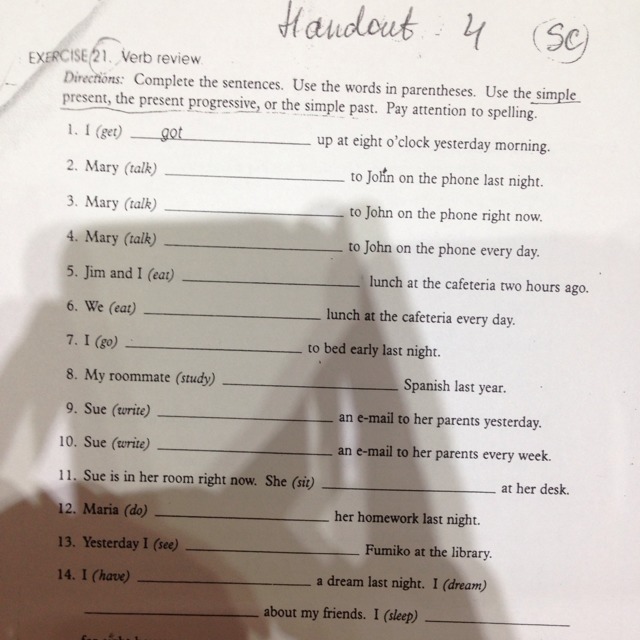 Handout 4 SC
EXERCISE 21. Verb review
Directions: Complete the sentences. Use the words in parentheses. Use the simple
present, the present progressive, or the simple past. Pay attention to spelling.
1. I (get) got up at eight o'clock yesterday morning.
2. Mary (talk) to John on the phone last night.
3. Mary (talk) to John on the phone right now.
4. Mary (talk) to John on the phone every day.
5. Jim and I (eat) lunch at the cafeteria two hours ago.
6. We (eat) lunch at the cafeteria every day.
7. I (go) to bed early last night.
8. My roommate (study) Spanish last year.
9. Sue (write) an e-mail to her parents yesterday.
10. Sue (write) an e-mail to her parents every week.
11. Sue is in her room right now. She (sit) at her desk.
12. Maria (do) her homework last night.
13. Yesterday I (see) Fumiko at the library.
14. I (have) a dream last night. I (dream)
about my friends. I (sleep)